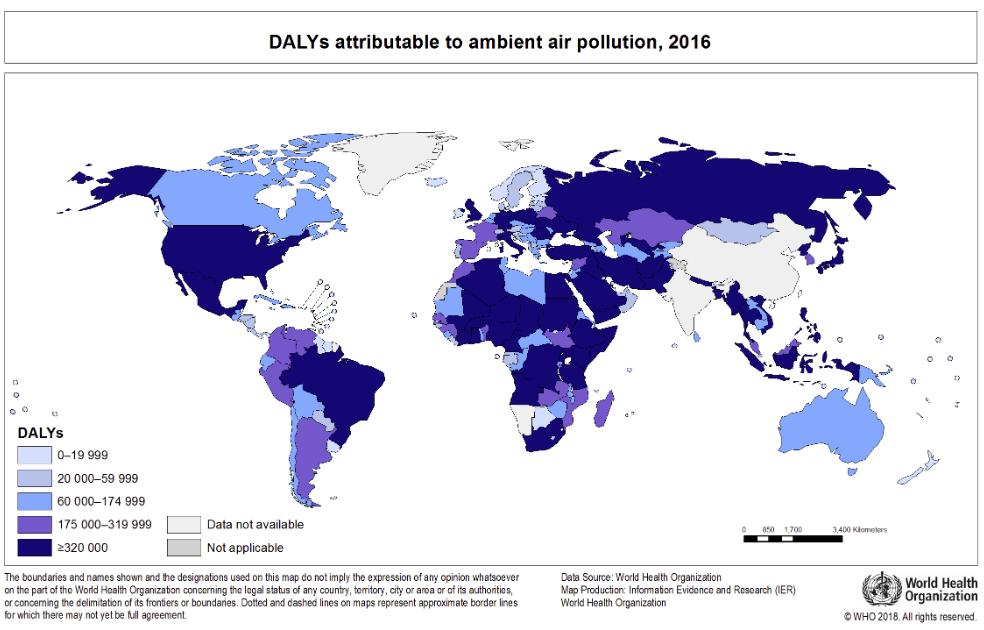 DALYs attributable to ambient air pollution, 2016
DALYs
0–19 999
20 000–59 999
60 000–174 999
175 000–319 999
≥320 000
Data not available
Not applicable
0 850 1,700 3,400 Kilometers
The boundaries and names shown and the designations used on this map do not imply the expression of any opinion whatsoever
on the part of the World Health Organization concerning the legal status of any country, territory, city or area or of its authorities,
or concerning the delimitation of its frontiers or boundaries. Dotted and dashed lines on maps represent approximate border lines
for which there may not yet be full agreement.
Data Source: World Health Organization
Map Production: Information Evidence and Research (IER)
World Health Organization
World Health
Organization
© WHO 2018. All rights reserved.